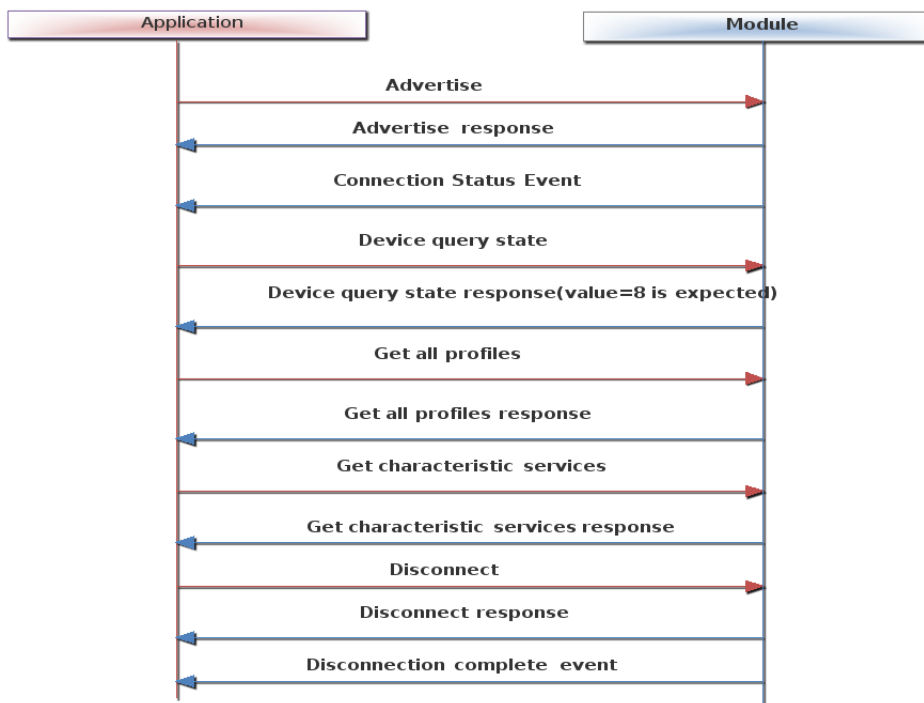 Application
Module
Advertise
Advertise response
Connection Status Event
Device query state
Device query state response(value=8 is expected)
Get all profiles
Get all profiles response
Get characteristic services
Get characteristic services response
Disconnect
Disconnect response
Disconnection complete event